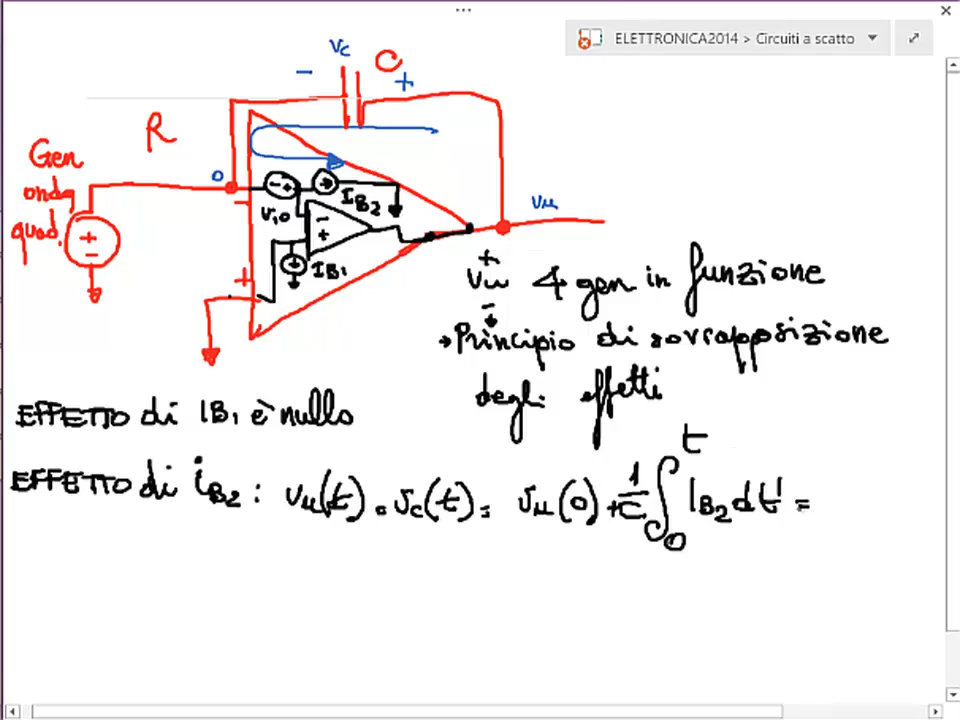 ELETTRONICA2014 > Circuiti a scatto
Vc
C
-
+
R
Gen
onda
quad.
+
-
0
-
- +
Vio
IB2
-
+
IB1
+
Vu
+
Vu 4 gen in funzione
-
Principio di sovrapposizione
degli effetti
EFFETTO di IB1 è nullo
EFFETTO di iB2 : vu(t) = vc(t) = vu(0) + 1/C ∫0t IB2 dt =